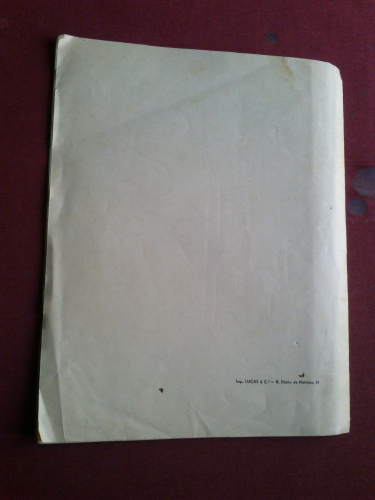 Imp. LUCAS & C.ª — R. Diário de Notícias, 61